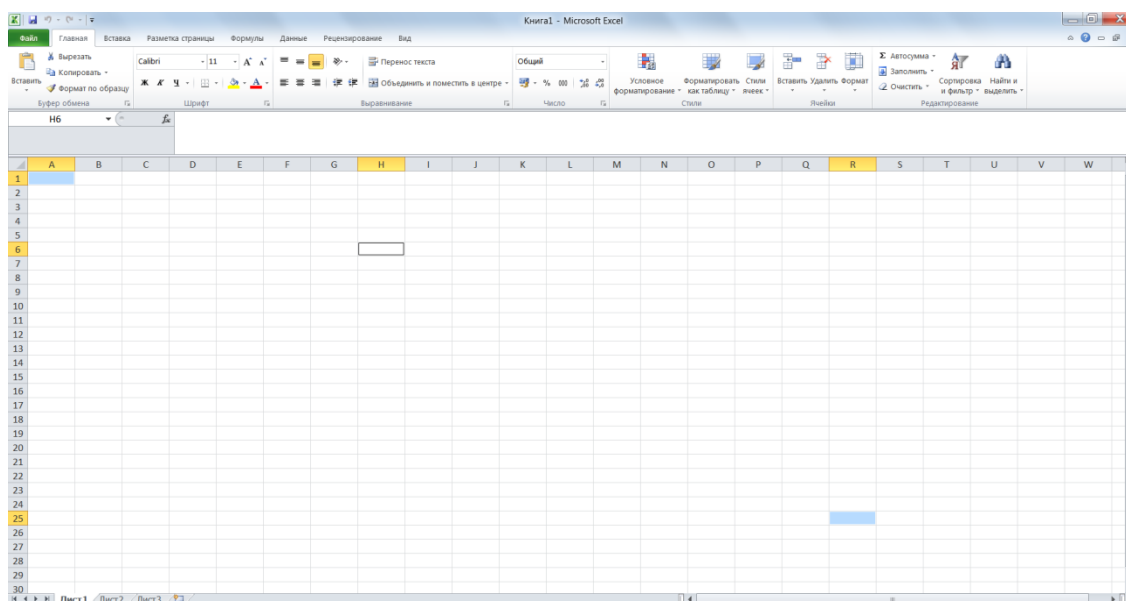 Книга1 - Microsoft Excel
Файл Главная Вставка Разметка страницы Формулы Данные Рецензирование Вид
Вставить Вырезать Копировать Формат по образцу
Calibri 11
Ж К Ч
Перенос текста
Объединить и поместить в центре
Общий
% 000
Условное форматирование Форматировать как таблицу Стили ячеек
Вставить Удалить Формат
Σ Автосумма
Заполнить
Очистить
Сортировка и фильтр Найти и выделить
Буфер обмена Шрифт Выравнивание Число Стили Ячейки Редактирование
H6 fx
A B C D E F G H I J K L M N O P Q R S T U V W
1
2
3
4
5
6
7
8
9
10
11
12
13
14
15
16
17
18
19
20
21
22
23
24
25
26
27
28
29
30
Лист1 Лист2 Лист3